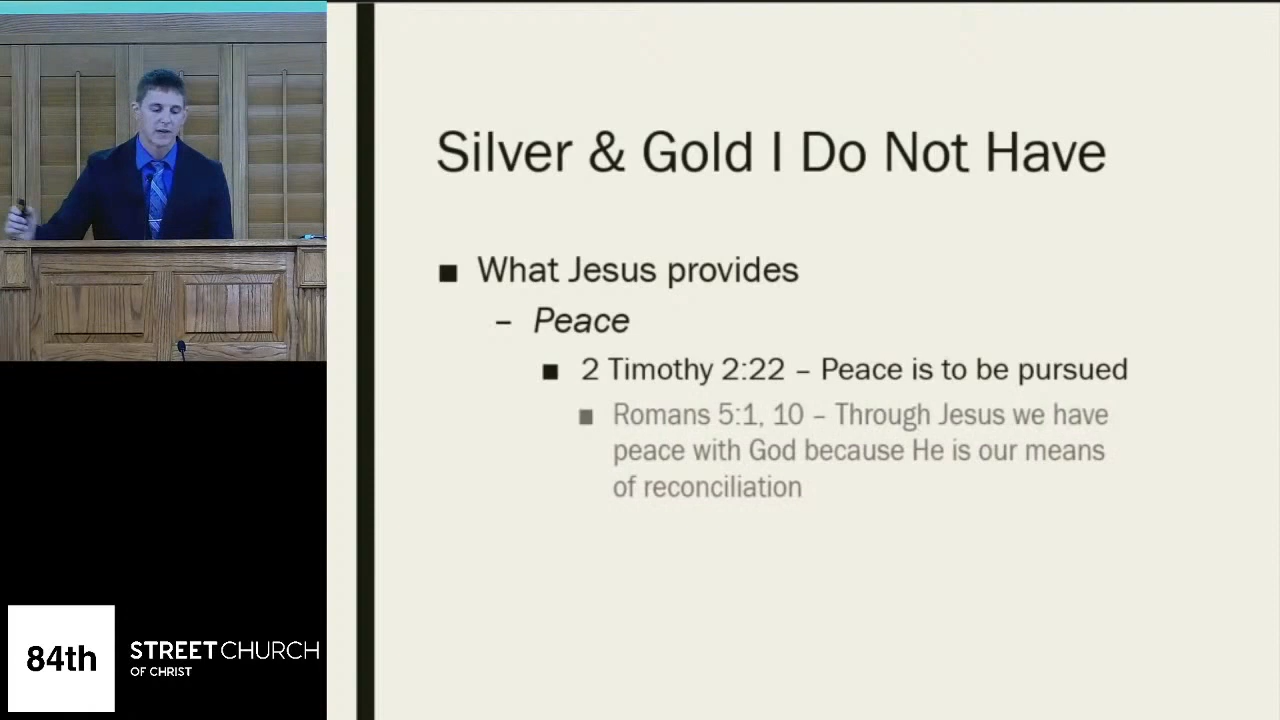 Silver & Gold I Do Not Have
■ What Jesus provides
– Peace
■ 2 Timothy 2:22 – Peace is to be pursued
■ Romans 5:1, 10 – Through Jesus we have
peace with God because He is our means
of reconciliation
84th
STREET CHURCH
OF CHRIST